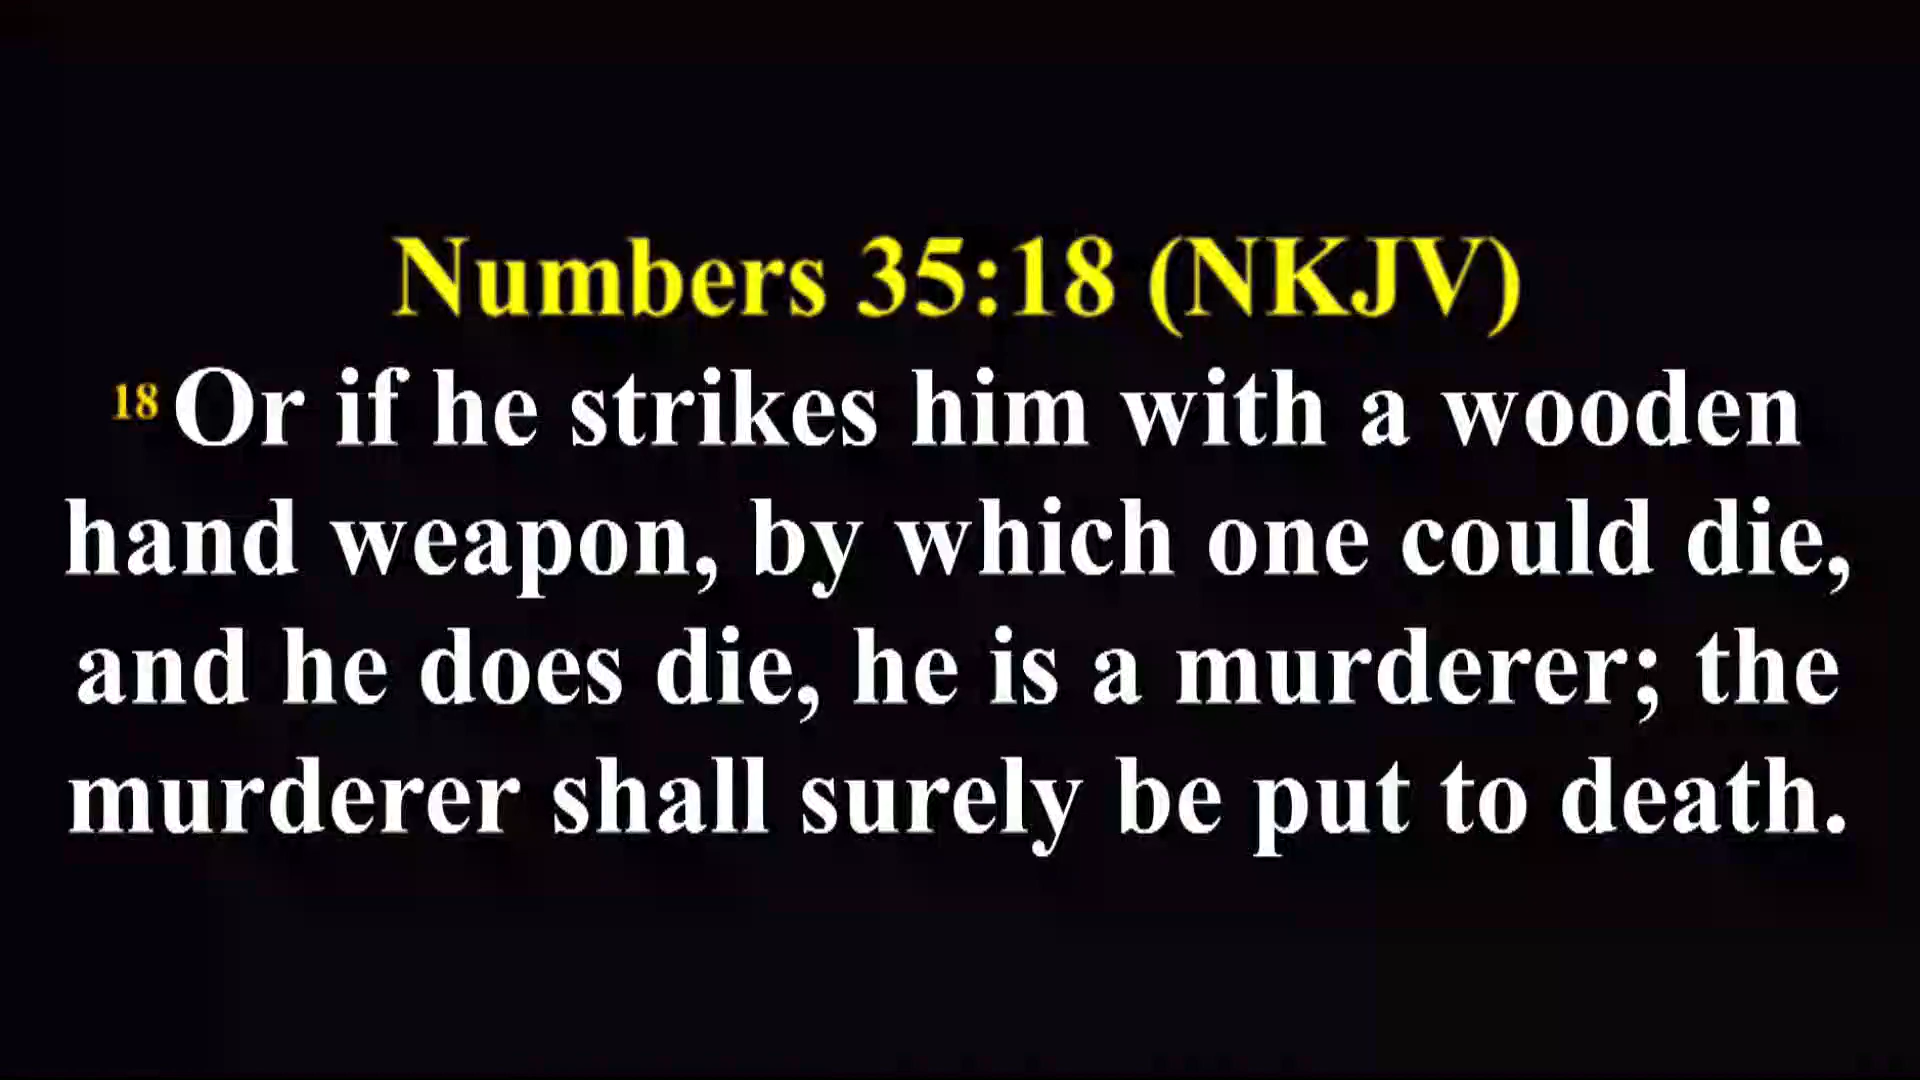 Numbers 35:18 (NKJV)
18 Or if he strikes him with a wooden
hand weapon, by which one could die,
and he does die, he is a murderer; the
murderer shall surely be put to death.